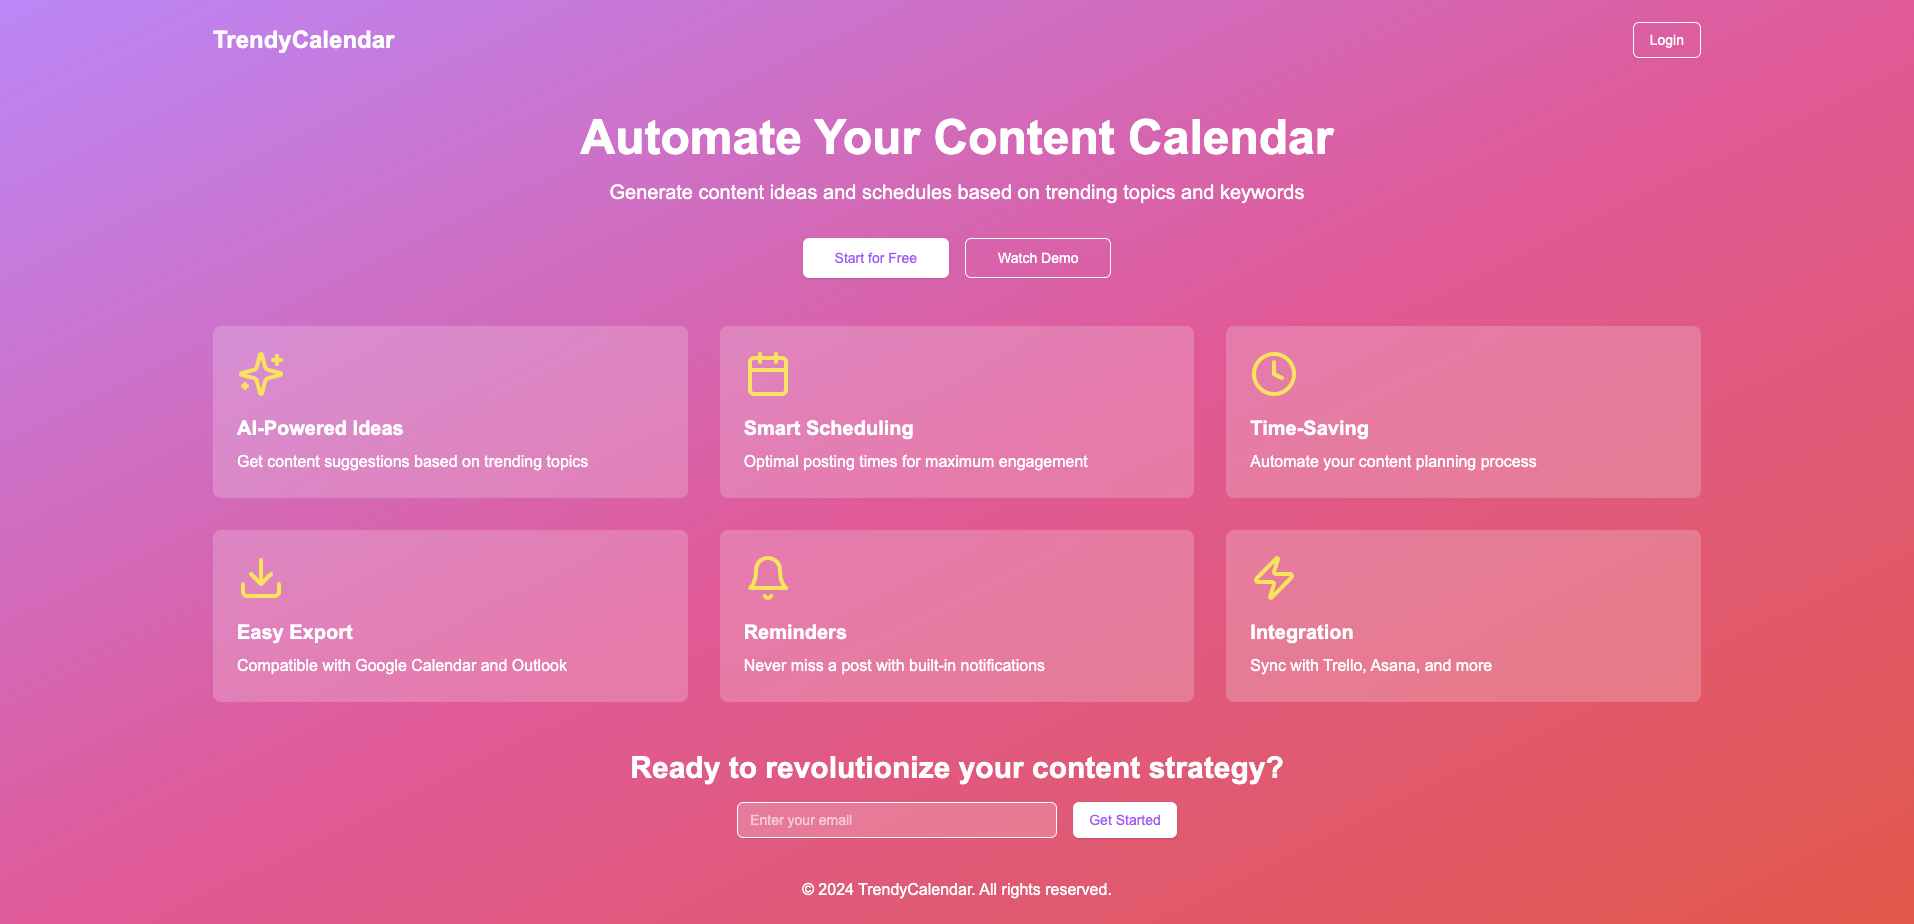 TrendyCalendar
Login
Automate Your Content Calendar
Generate content ideas and schedules based on trending topics and keywords
Start for Free
Watch Demo
AI-Powered Ideas
Get content suggestions based on trending topics
Smart Scheduling
Optimal posting times for maximum engagement
Time-Saving
Automate your content planning process
Easy Export
Compatible with Google Calendar and Outlook
Reminders
Never miss a post with built-in notifications
Integration
Sync with Trello, Asana, and more
Ready to revolutionize your content strategy?
Enter your email
Get Started
© 2024 TrendyCalendar. All rights reserved.